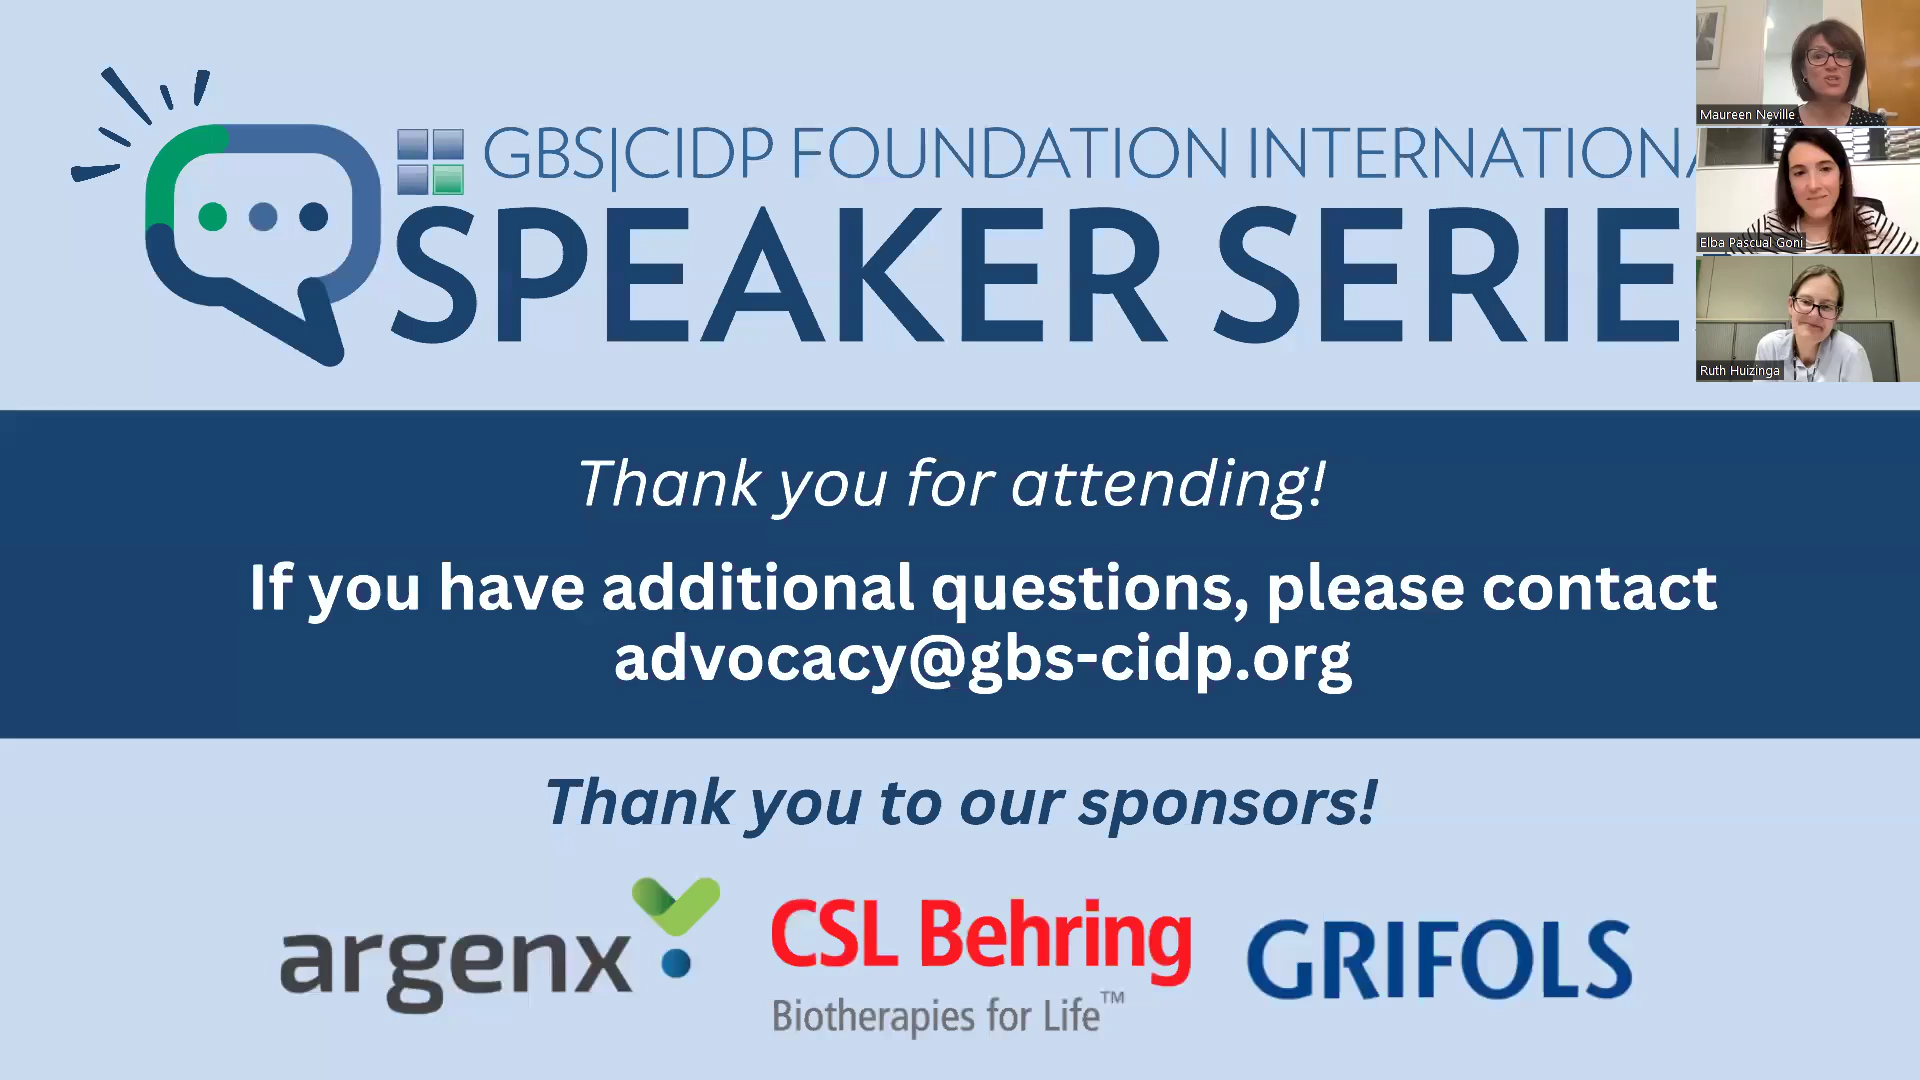 GBS|CIDP FOUNDATION INTERNATIONA
SPEAKER SERIE
Maureen Neville
Elba Pascual Goni
Ruth Huizinga
Thank you for attending!
If you have additional questions, please contact
advocacy@gbs-cidp.org
Thank you to our sponsors!
argenx
CSL Behring
Biotherapies for Life™
GRIFOLS